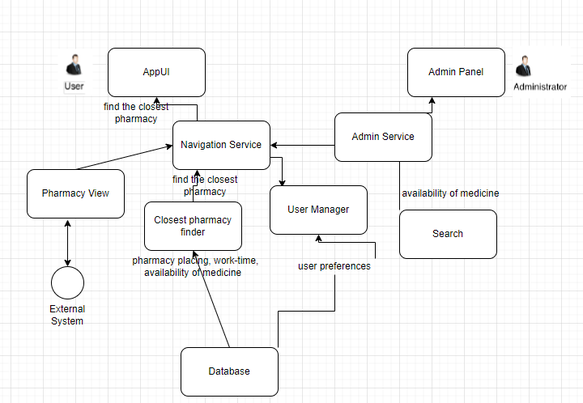 AppUI
Admin Panel
User
Administrator
find the closest
pharmacy
Navigation Service
Admin Service
find the closest
pharmacy
Pharmacy View
availability of medicine
User Manager
Closest pharmacy
finder
Search
pharmacy placing, work-time,
availability of medicine
user preferences
External
System
Database